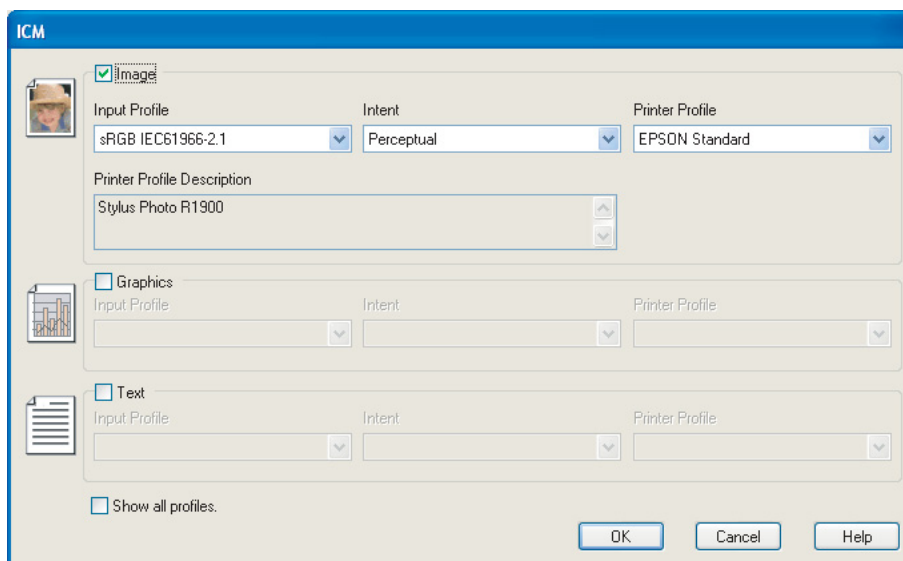 ICM
Image
Input Profile Intent Printer Profile
sRGB IEC61966-2.1 Perceptual EPSON Standard
Printer Profile Description
Stylus Photo R1900
Graphics
Input Profile Intent Printer Profile
Text
Input Profile Intent Printer Profile
Show all profiles.
OK Cancel Help